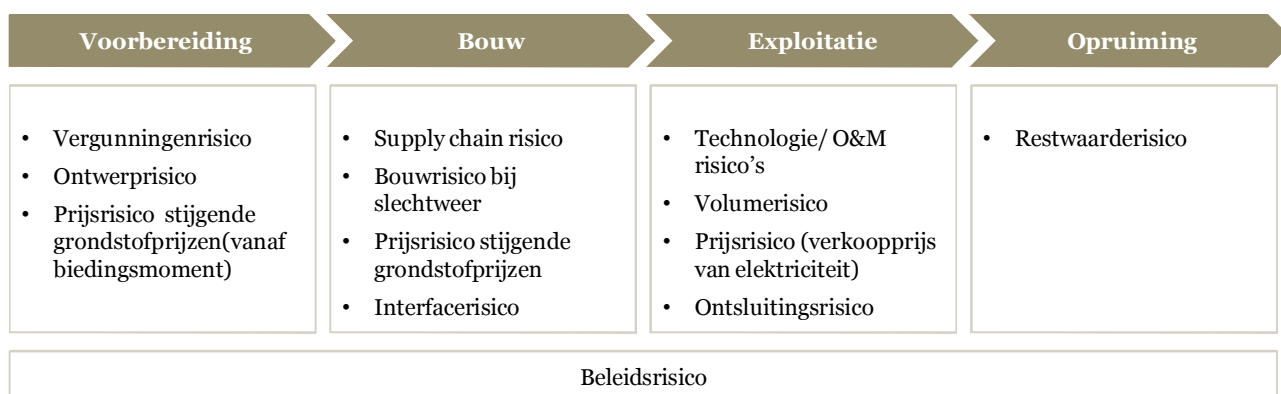 Voorbereiding
Bouw
Exploitatie
Opruiming
• Vergunningenrisico
• Ontwerprisico
• Prijsrisico stijgende
grondstofprijzen(vanaf
biedingsmoment)
• Supply chain risico
• Bouwrisico bij
slechtweer
• Prijsrisico stijgende
grondstofprijzen
• Interfacerisico
• Technologie/ O&M
risico's
• Volumerisico
• Prijsrisico (verkoopprijs
van elektriciteit)
• Ontsluitingsrisico
• Restwaarderisico
Beleidsrisico